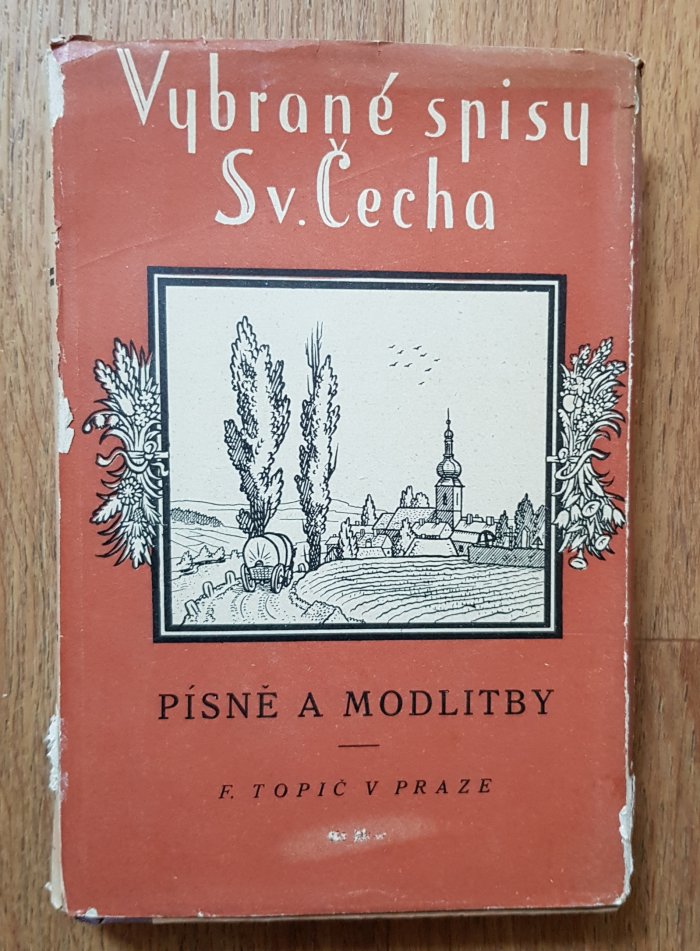 Vybrané spisy
Sv. Čecha
PÍSNĚ A MODLITBY
F. TOPIČ V PRAZE